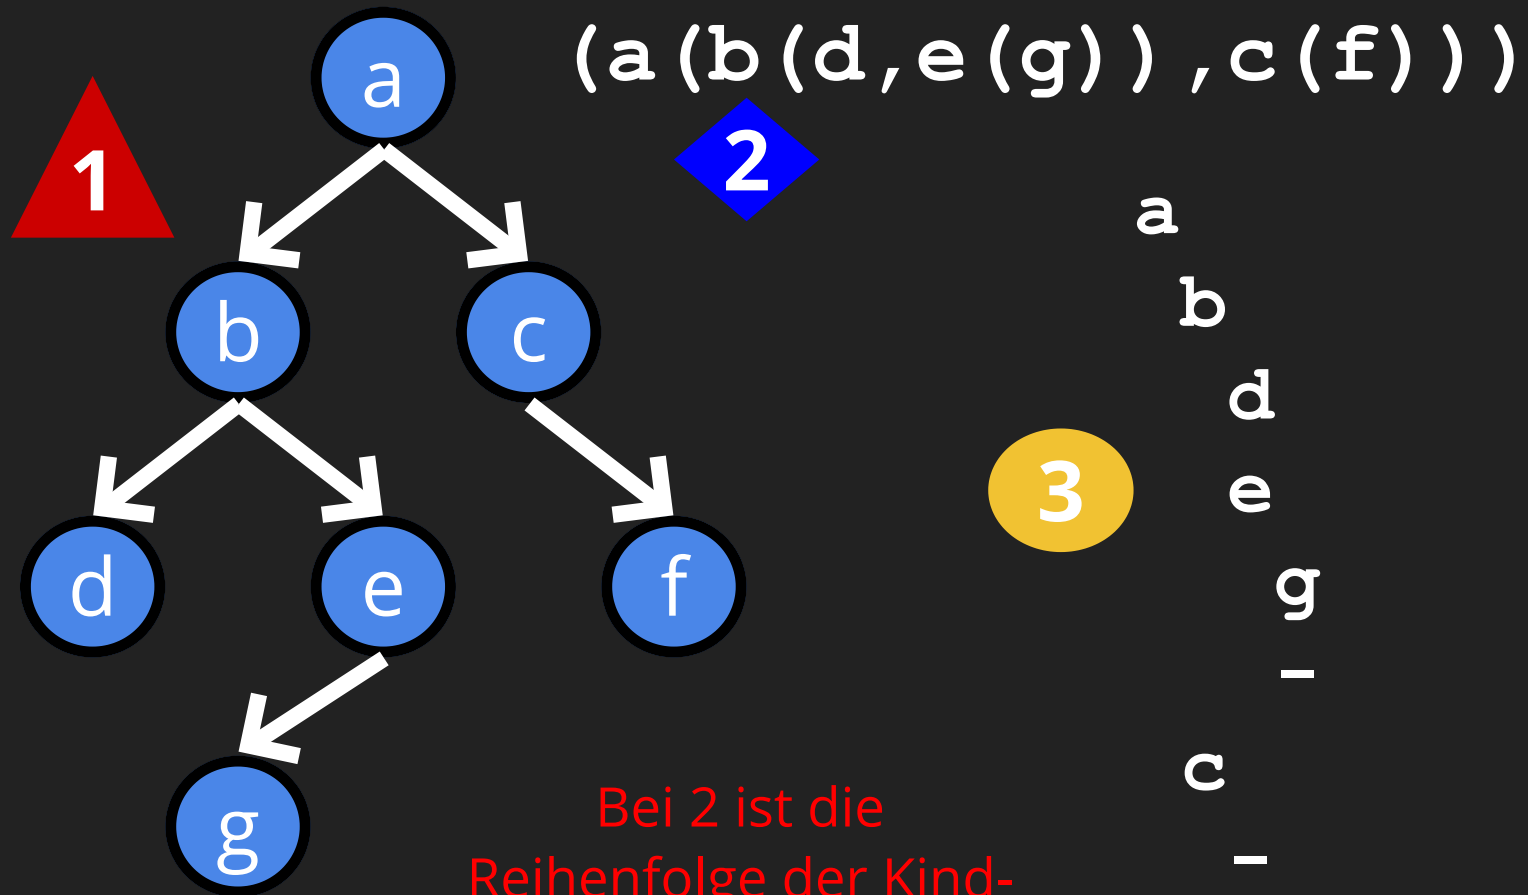 a
(a(b(d,e(g)),c(f)))
1
2
a
b
c
b
d
3
e
d
e
f
g
–
g
c
Bei 2 ist die
–
Reihenfolge der Kind-